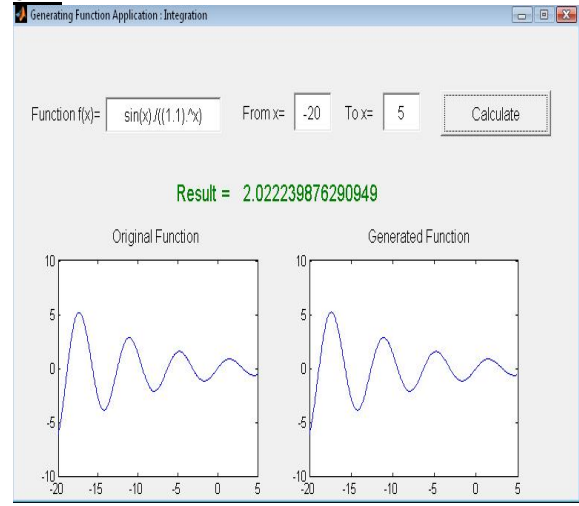 Generating Function Application : Integration
Function f(x)= sin(x)./((1.1).^x) From x= -20 To x= 5 Calculate
Result = 2.022239876290949
Original Function Generated Function
10 10
5 5
0 0
-5 -5
-10 -10
-20 -15 -10 -5 0 5 -20 -15 -10 -5 0 5